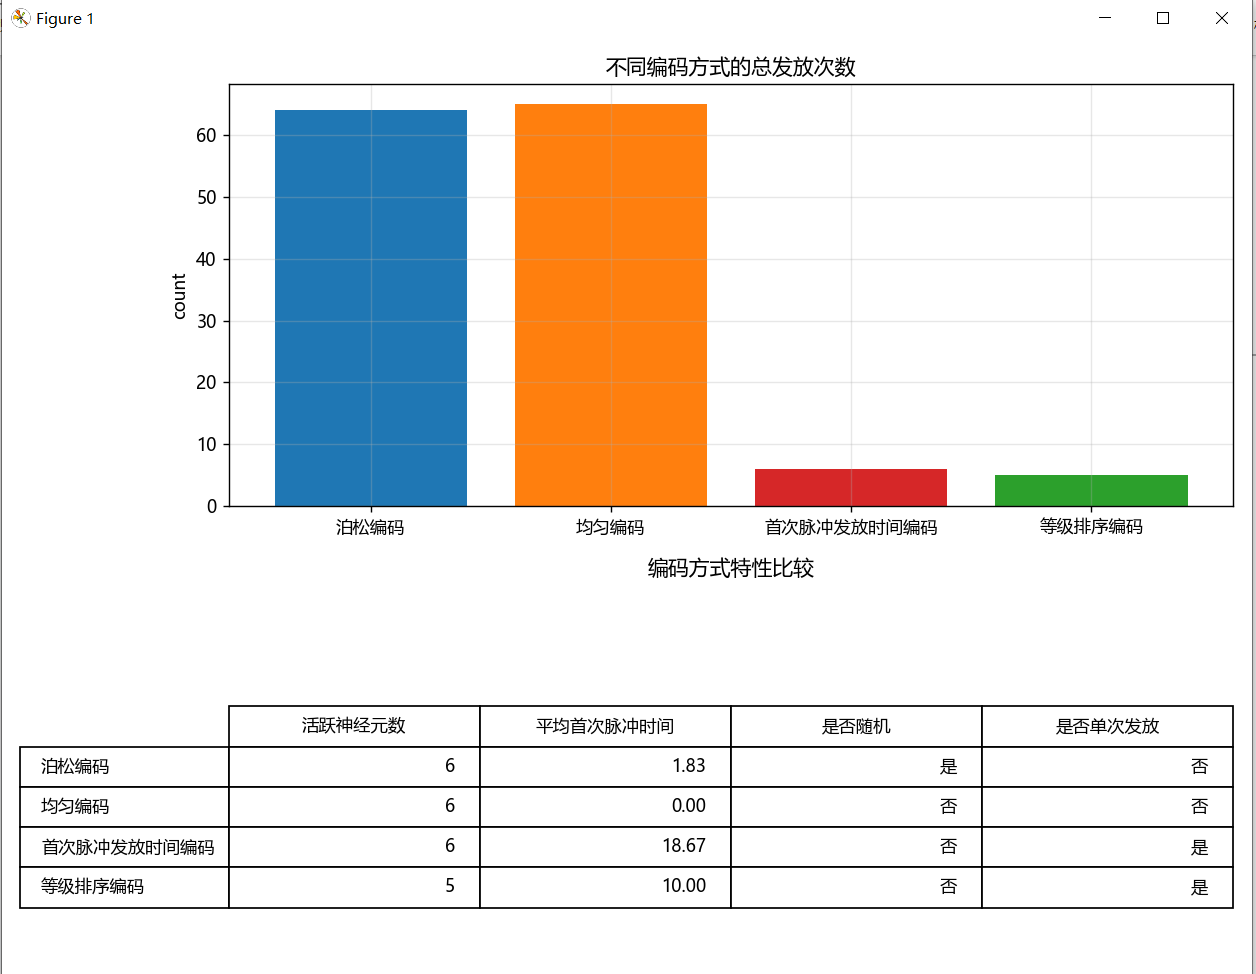 Figure 1
不同编码方式的总发放次数
60
50
40
30
20
10
0
count
泊松编码 均匀编码 首次脉冲发放时间编码 等级排序编码
编码方式特性比较
活跃神经元数 平均首次脉冲时间 是否随机 是否单次发放
泊松编码 6 1.83 是 否
均匀编码 6 0.00 否 否
首次脉冲发放时间编码 6 18.67 否 是
等级排序编码 5 10.00 否 是